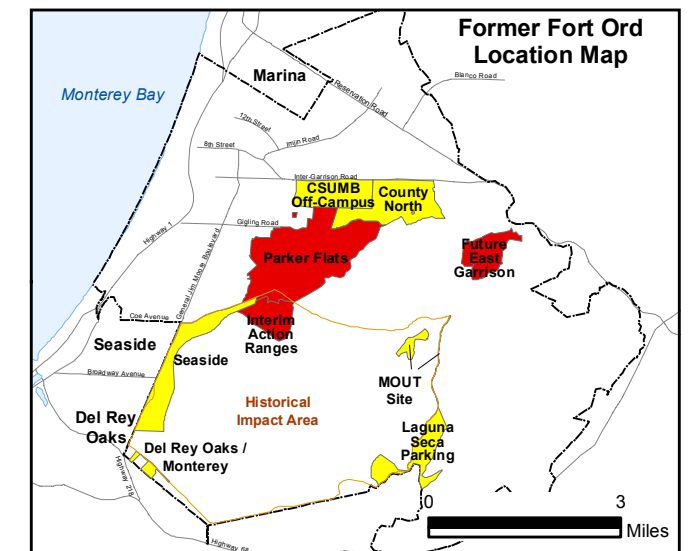 Former Fort Ord
Location Map
Marina
Monterey Bay
Blanco Road
Reservation Road
12th Street
8th Street
Imjin Road
Inter-Garrison Road
CSUMB
Off-Campus
County
North
Gigling Road
Highway 1
General Jim Moore Boulevard
Parker Flats
Future
East
Garrison
Coe Avenue
Interim
Action
Ranges
Seaside
Seaside
Broadway Avenue
MOUT
Site
Historical
Impact Area
Del Rey
Oaks
Laguna
Seca
Parking
Del Rey Oaks /
Monterey
Highway 218
Highway 68
0
3
Miles